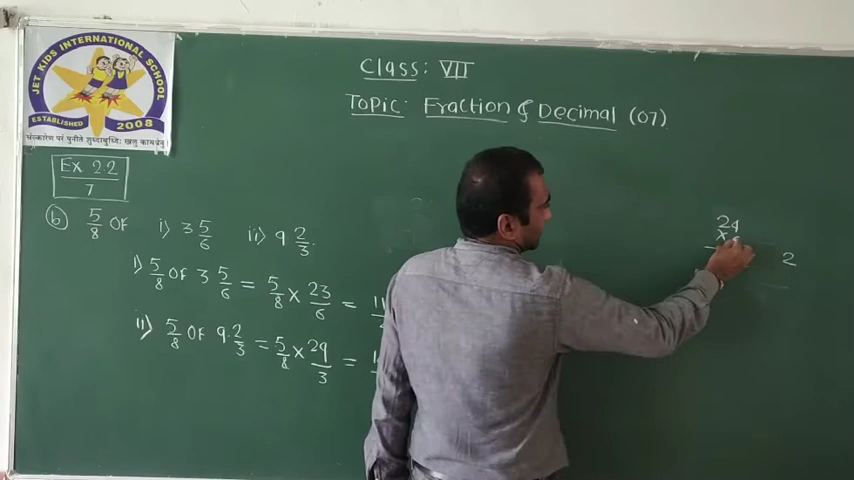 JET KIDS INTERNATIONAL SCHOOL
ESTABLISHED 2008
Class: VII
Topic: Fraction & Decimal (07)
Ex 2.2
7
b 5/8 OF i) 3 5/6 ii) 9 2/3.
i) 5/8 OF 3 5/6 = 5/8 × 23/6 =
ii) 5/8 OF 9 2/3 = 5/8 × 29/3 =
29
×
2